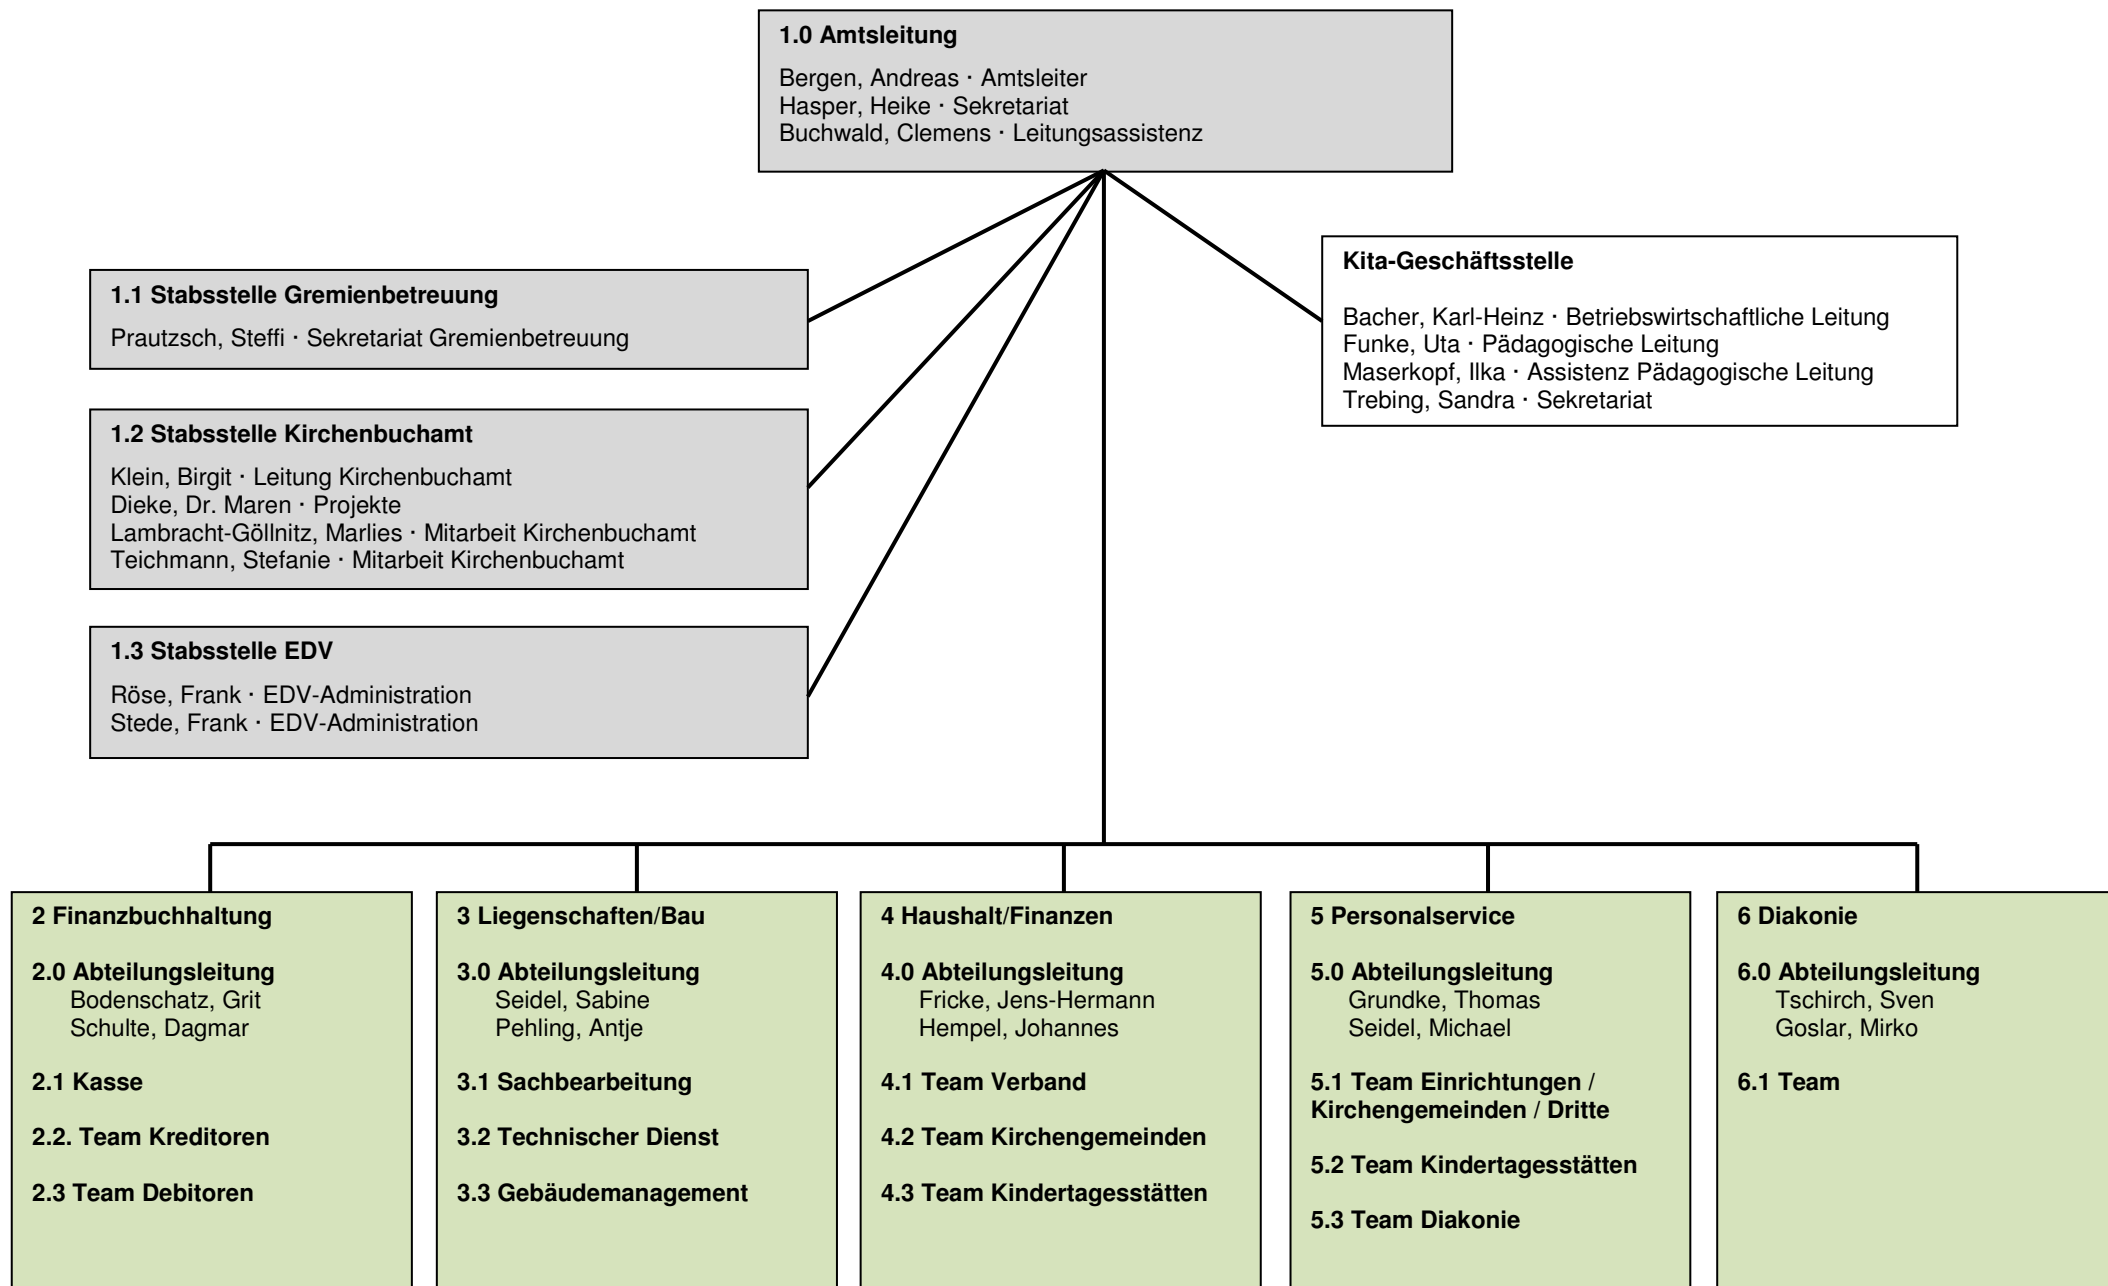 1.0 Amtsleitung
Bergen, Andreas · Amtsleiter
Hasper, Heike · Sekretariat
Buchwald, Clemens · Leitungsassistenz
1.1 Stabsstelle Gremienbetreuung
Prautzsch, Steffi · Sekretariat Gremienbetreuung
Kita-Geschäftsstelle
Bacher, Karl-Heinz · Betriebswirtschaftliche Leitung
Funke, Uta · Pädagogische Leitung
Maserkopf, Ilka · Assistenz Pädagogische Leitung
Trebing, Sandra · Sekretariat
1.2 Stabsstelle Kirchenbuchamt
Klein, Birgit · Leitung Kirchenbuchamt
Dieke, Dr. Maren · Projekte
Lambracht-Göllnitz, Marlies · Mitarbeit Kirchenbuchamt
Teichmann, Stefanie · Mitarbeit Kirchenbuchamt
1.3 Stabsstelle EDV
Röse, Frank · EDV-Administration
Stede, Frank · EDV-Administration
2 Finanzbuchhaltung
2.0 Abteilungsleitung
Bodenschatz, Grit
Schulte, Dagmar
2.1 Kasse
2.2. Team Kreditoren
2.3 Team Debitoren
3 Liegenschaften/Bau
3.0 Abteilungsleitung
Seidel, Sabine
Pehling, Antje
3.1 Sachbearbeitung
3.2 Technischer Dienst
3.3 Gebäudemanagement
4 Haushalt/Finanzen
4.0 Abteilungsleitung
Fricke, Jens-Hermann
Hempel, Johannes
4.1 Team Verband
4.2 Team Kirchengemeinden
4.3 Team Kindertagesstätten
5 Personalservice
5.0 Abteilungsleitung
Grundke, Thomas
Seidel, Michael
5.1 Team Einrichtungen /
Kirchengemeinden / Dritte
5.2 Team Kindertagesstätten
5.3 Team Diakonie
6 Diakonie
6.0 Abteilungsleitung
Tschirch, Sven
Goslar, Mirko
6.1 Team